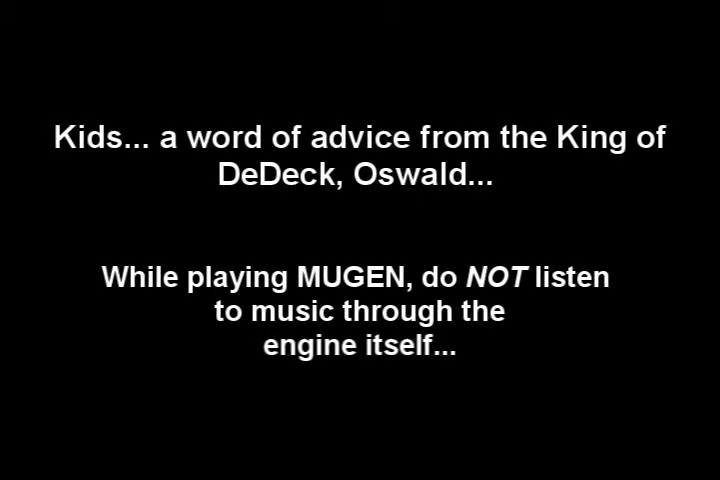 Kids... a word of advice from the King of
DeDeck, Oswald...
While playing MUGEN, do NOT listen
to music through the
engine itself...